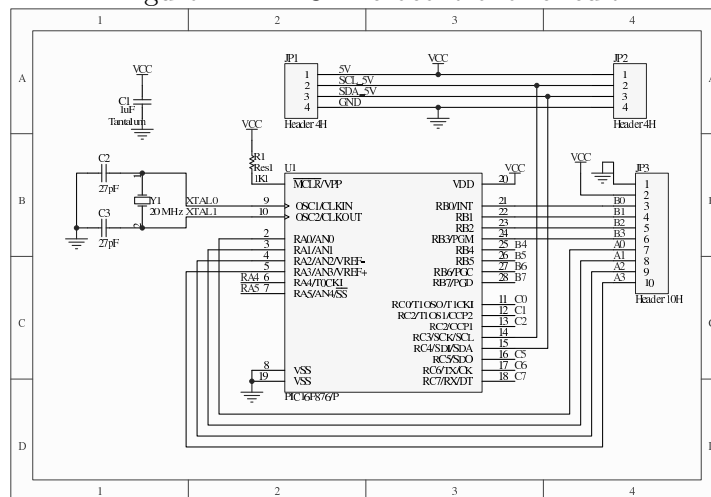 1 2 3 4
A
JP1
1
2
3
4
Header 4H
5V
SCL_5V
SDA_5V
GND
VCC
JP2
1
2
3
4
Header 4H
VCC
C1
1uF
Tantalum
B
C2
27pF
Y1
20 MHz
1
2
C3
27pF
XTAL0
XTAL1
VCC
R1
Res1
1K1
U1
1 MCLR/VPP
9 OSC1/CLKIN
10 OSC2/CLKOUT
2 RA0/AN0
3 RA1/AN1
4 RA2/AN2/VREF-
5 RA3/AN3/VREF+
RA4 6 RA4/T0CKI
RA5 7 RA5/AN4/SS
8 VSS
19 VSS
PIC16F876/P
VDD 20 VCC
RB0/INT 21
RB1 22
RB2 23
RB3/PGM 24
RB4 25 B4
RB5 26 B5
RB6/PGC 27 B6
RB7/PGD 28 B7
RC0/T1OSO/T1CKI 11 C0
RC2/T1OS1/CCP2 12 C1
RC2/CCP1 13 C2
RC3/SCK/SCL 14
RC4/SDI/SDA 15
RC5/SDO 16 C5
RC6/TX/CK 17 C6
RC7/RX/DT 18 C7
VCC
JP3
1
2
B0 3
B1 4
B2 5
B3 6
A0 7
A1 8
A2 9
A3 10
Header 10H
C
D
1 2 3 4